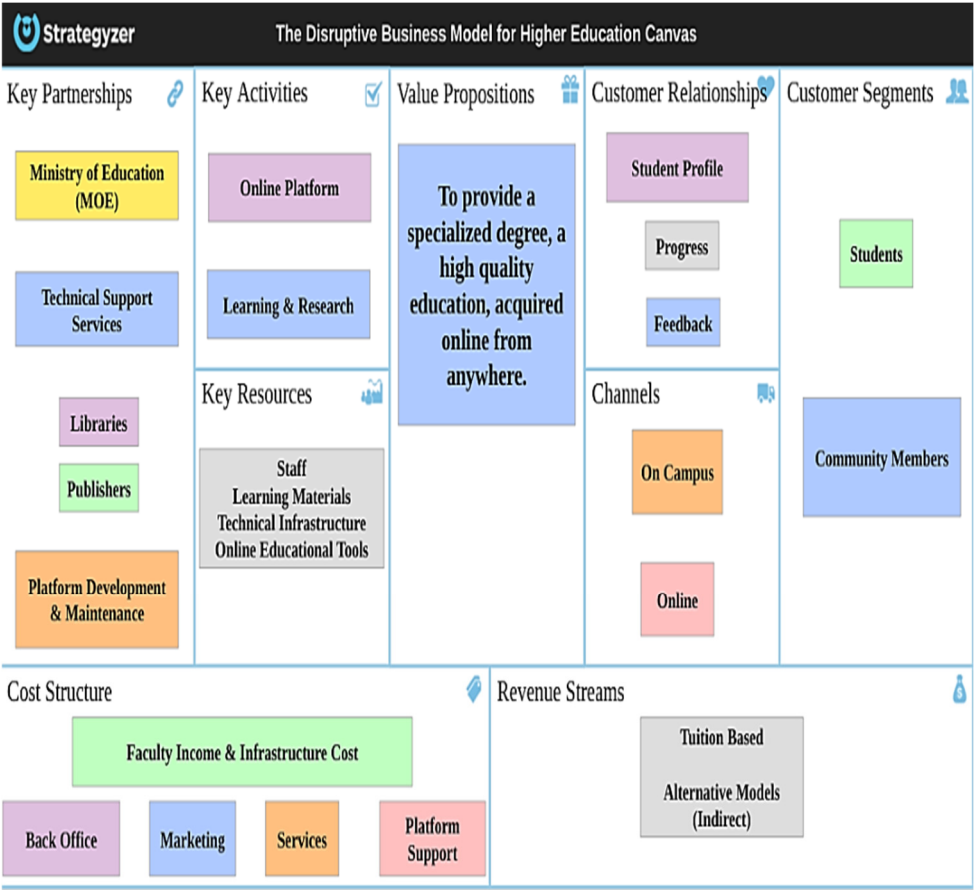 Strategyzer
The Disruptive Business Model for Higher Education Canvas
Key Partnerships
Ministry of Education
(MOE)
Technical Support
Services
Libraries
Publishers
Platform Development
& Maintenance
Key Activities
Online Platform
Learning & Research
Key Resources
Staff
Learning Materials
Technical Infrastructure
Online Educational Tools
Value Propositions
To provide a
specialized degree, a
high quality
education, acquired
online from
anywhere.
Customer Relationships
Student Profile
Progress
Feedback
Channels
On Campus
Online
Customer Segments
Students
Community Members
Cost Structure
Faculty Income & Infrastructure Cost
Back Office
Marketing
Services
Platform
Support
Revenue Streams
Tuition Based
Alternative Models
(Indirect)